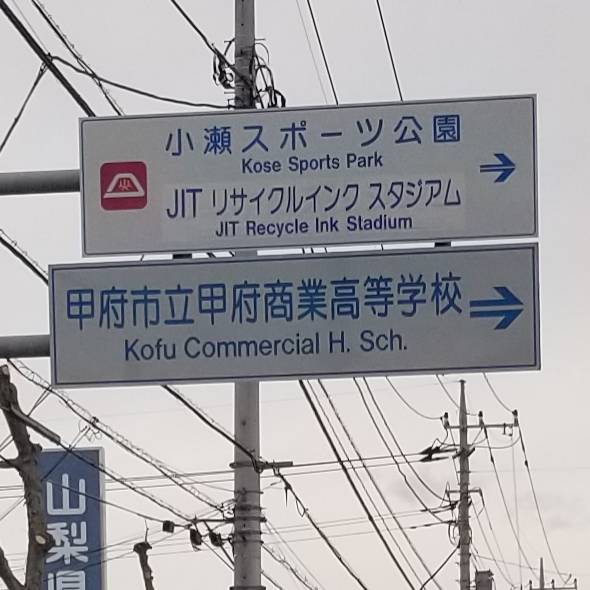 小瀬スポーツ公園
Kose Sports Park
JIT リサイクルインク スタジアム
JIT Recycle Ink Stadium
甲府市立甲府商業高等学校
Kofu Commercial H. Sch.
山梨県